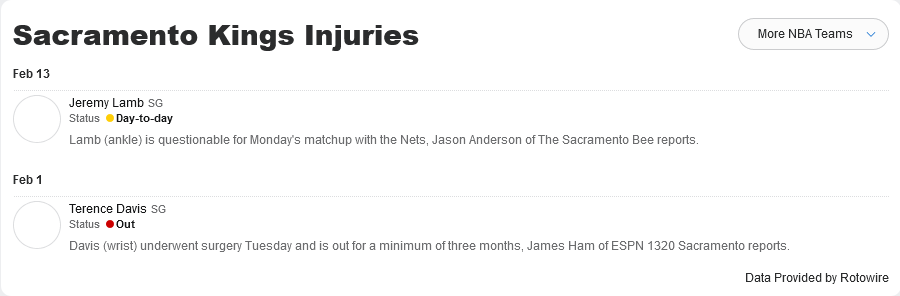 Sacramento Kings Injuries
More NBA Teams
Feb 13
Jeremy Lamb SG
Status Day-to-day
Lamb (ankle) is questionable for Monday's matchup with the Nets, Jason Anderson of The Sacramento Bee reports.
Feb 1
Terence Davis SG
Status Out
Davis (wrist) underwent surgery Tuesday and is out for a minimum of three months, James Ham of ESPN 1320 Sacramento reports.
Data Provided by Rotowire